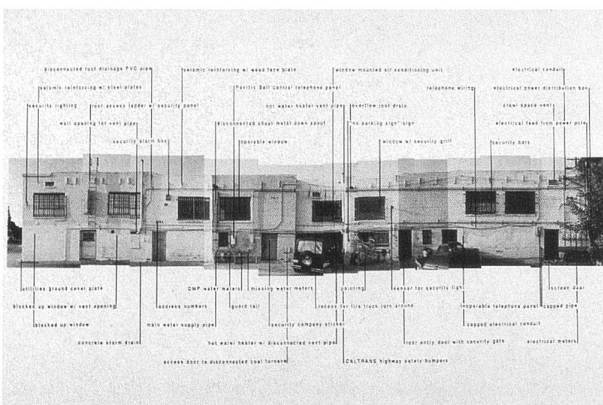 disconnected roof drainage PVC pipe
seismic reinforcing w/ wood face plate
window mounted air conditioning unit
electrical conduit
seismic reinforcing w/ steel plates
Pacific Bell Central telephone panel
telephone wiring
electrical power distribution box
security lighting
roof access ladder w/ security panel
hot water heater vent pipe
overflow roof drain
crawl space vent
wall opening for vent pipe
disconnected sheet metal down spout
"no parking sign" sign
electrical feed from power pole
security alarm box
operable window
window w/ security grill
security bars
utilities ground cover plate
DWP water meters
missing water meters
awning
sensor for security light
screen door
blocked up window w/ vent opening
address numbers
guard rail
red no for fire truck turn around
inoperable telephone panel
capped pipe
blocked up window
main water supply pipe
security company sticker
capped electrical conduit
concrete storm drain
hot water heater w/ disconnected vent pipe
roof entry door with security gate
electrical meters
access door to disconnected coal furnace
CALTRANS highway safety bumpers